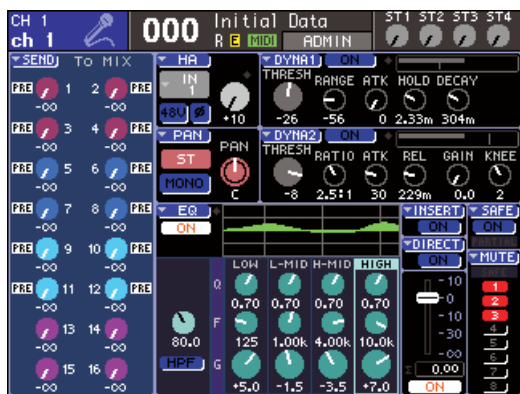 CH 1
ch 1
000
Initial Data
R E MIDI ADMIN
ST1 ST2 ST3 ST4
SEND To MIX
PRE 1 2 PRE
-∞ -∞
PRE 3 4 PRE
-∞ -∞
PRE 5 6 PRE
-∞ -∞
PRE 7 8 PRE
-∞ -∞
PRE 9 10 PRE
-∞ -∞
PRE 11 12 PRE
-∞ -∞
13 14
-∞ -∞
15 16
-∞ -∞
HA
IN
1
48V Ø +10
DYNA1 ON
THRESH RANGE ATK HOLD DECAY
-26 -56 0 2.33m 304m
PAN
PAN
ST
MONO
C
DYNA2 ON
THRESH RATIO ATK REL GAIN KNEE
-8 2.5:1 30 229m 0.0 2
EQ
ON
LOW L-MID H-MID HIGH
Q
0.70 0.70 0.70 0.70
F
80.0 125 1.00k 4.00k 10.0k
HPF
G
+5.0 -1.5 -3.5 +7.0
INSERT
ON
DIRECT
ON
10
0
-10
-30
-∞
Σ 0.00
ON
SAFE
ON
PARTIAL
MUTE
SAFE
1
2
3
4
5
6
7
8